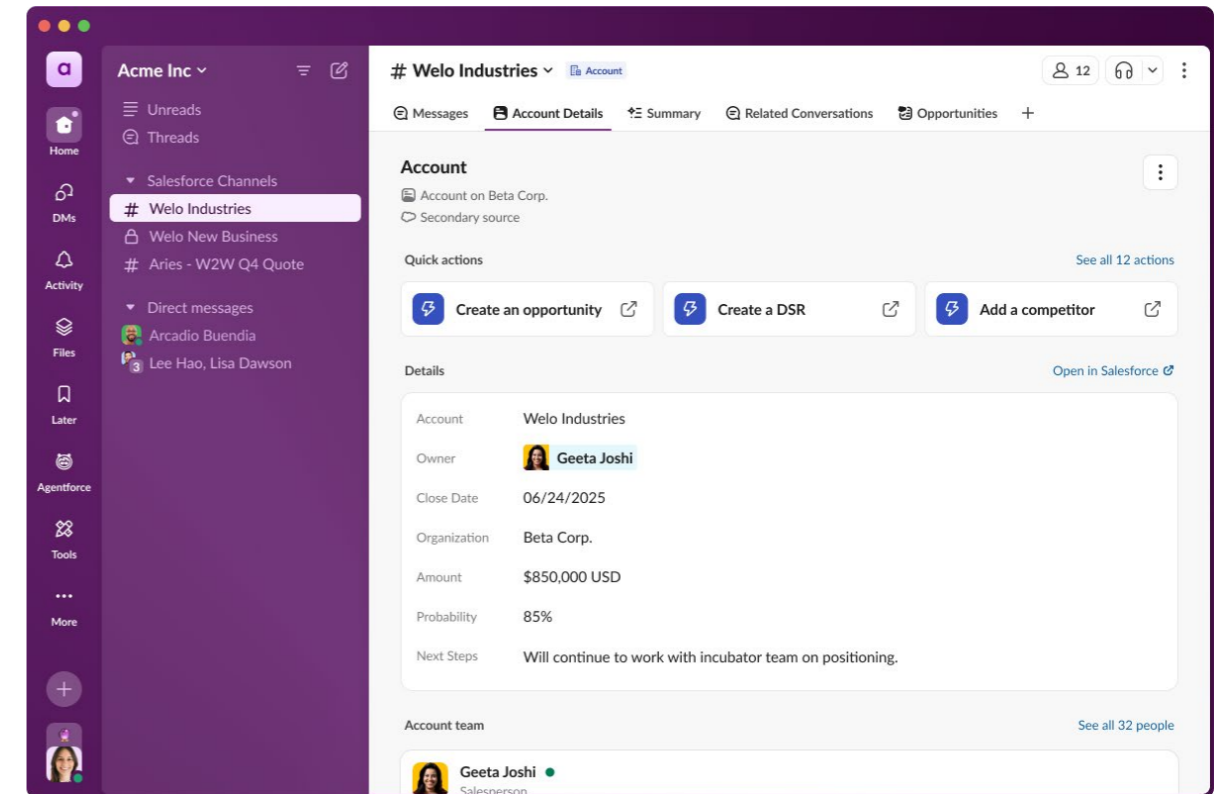 a
Home
DMs
Activity
Files
Later
Agentforce
Tools
More
Acme Inc
Unreads
Threads
Salesforce Channels
# Welo Industries
Welo New Business
# Aries - W2W Q4 Quote
Direct messages
Arcadio Buendia
3 Lee Hao, Lisa Dawson
# Welo Industries Account
12
Messages Account Details Summary Related Conversations Opportunities +
Account
Account on Beta Corp.
Secondary source
Quick actions See all 12 actions
Create an opportunity Create a DSR Add a competitor
Details Open in Salesforce
Account Welo Industries
Owner Geeta Joshi
Close Date 06/24/2025
Organization Beta Corp.
Amount $850,000 USD
Probability 85%
Next Steps Will continue to work with incubator team on positioning.
Account team See all 32 people
Geeta Joshi
Salesperson